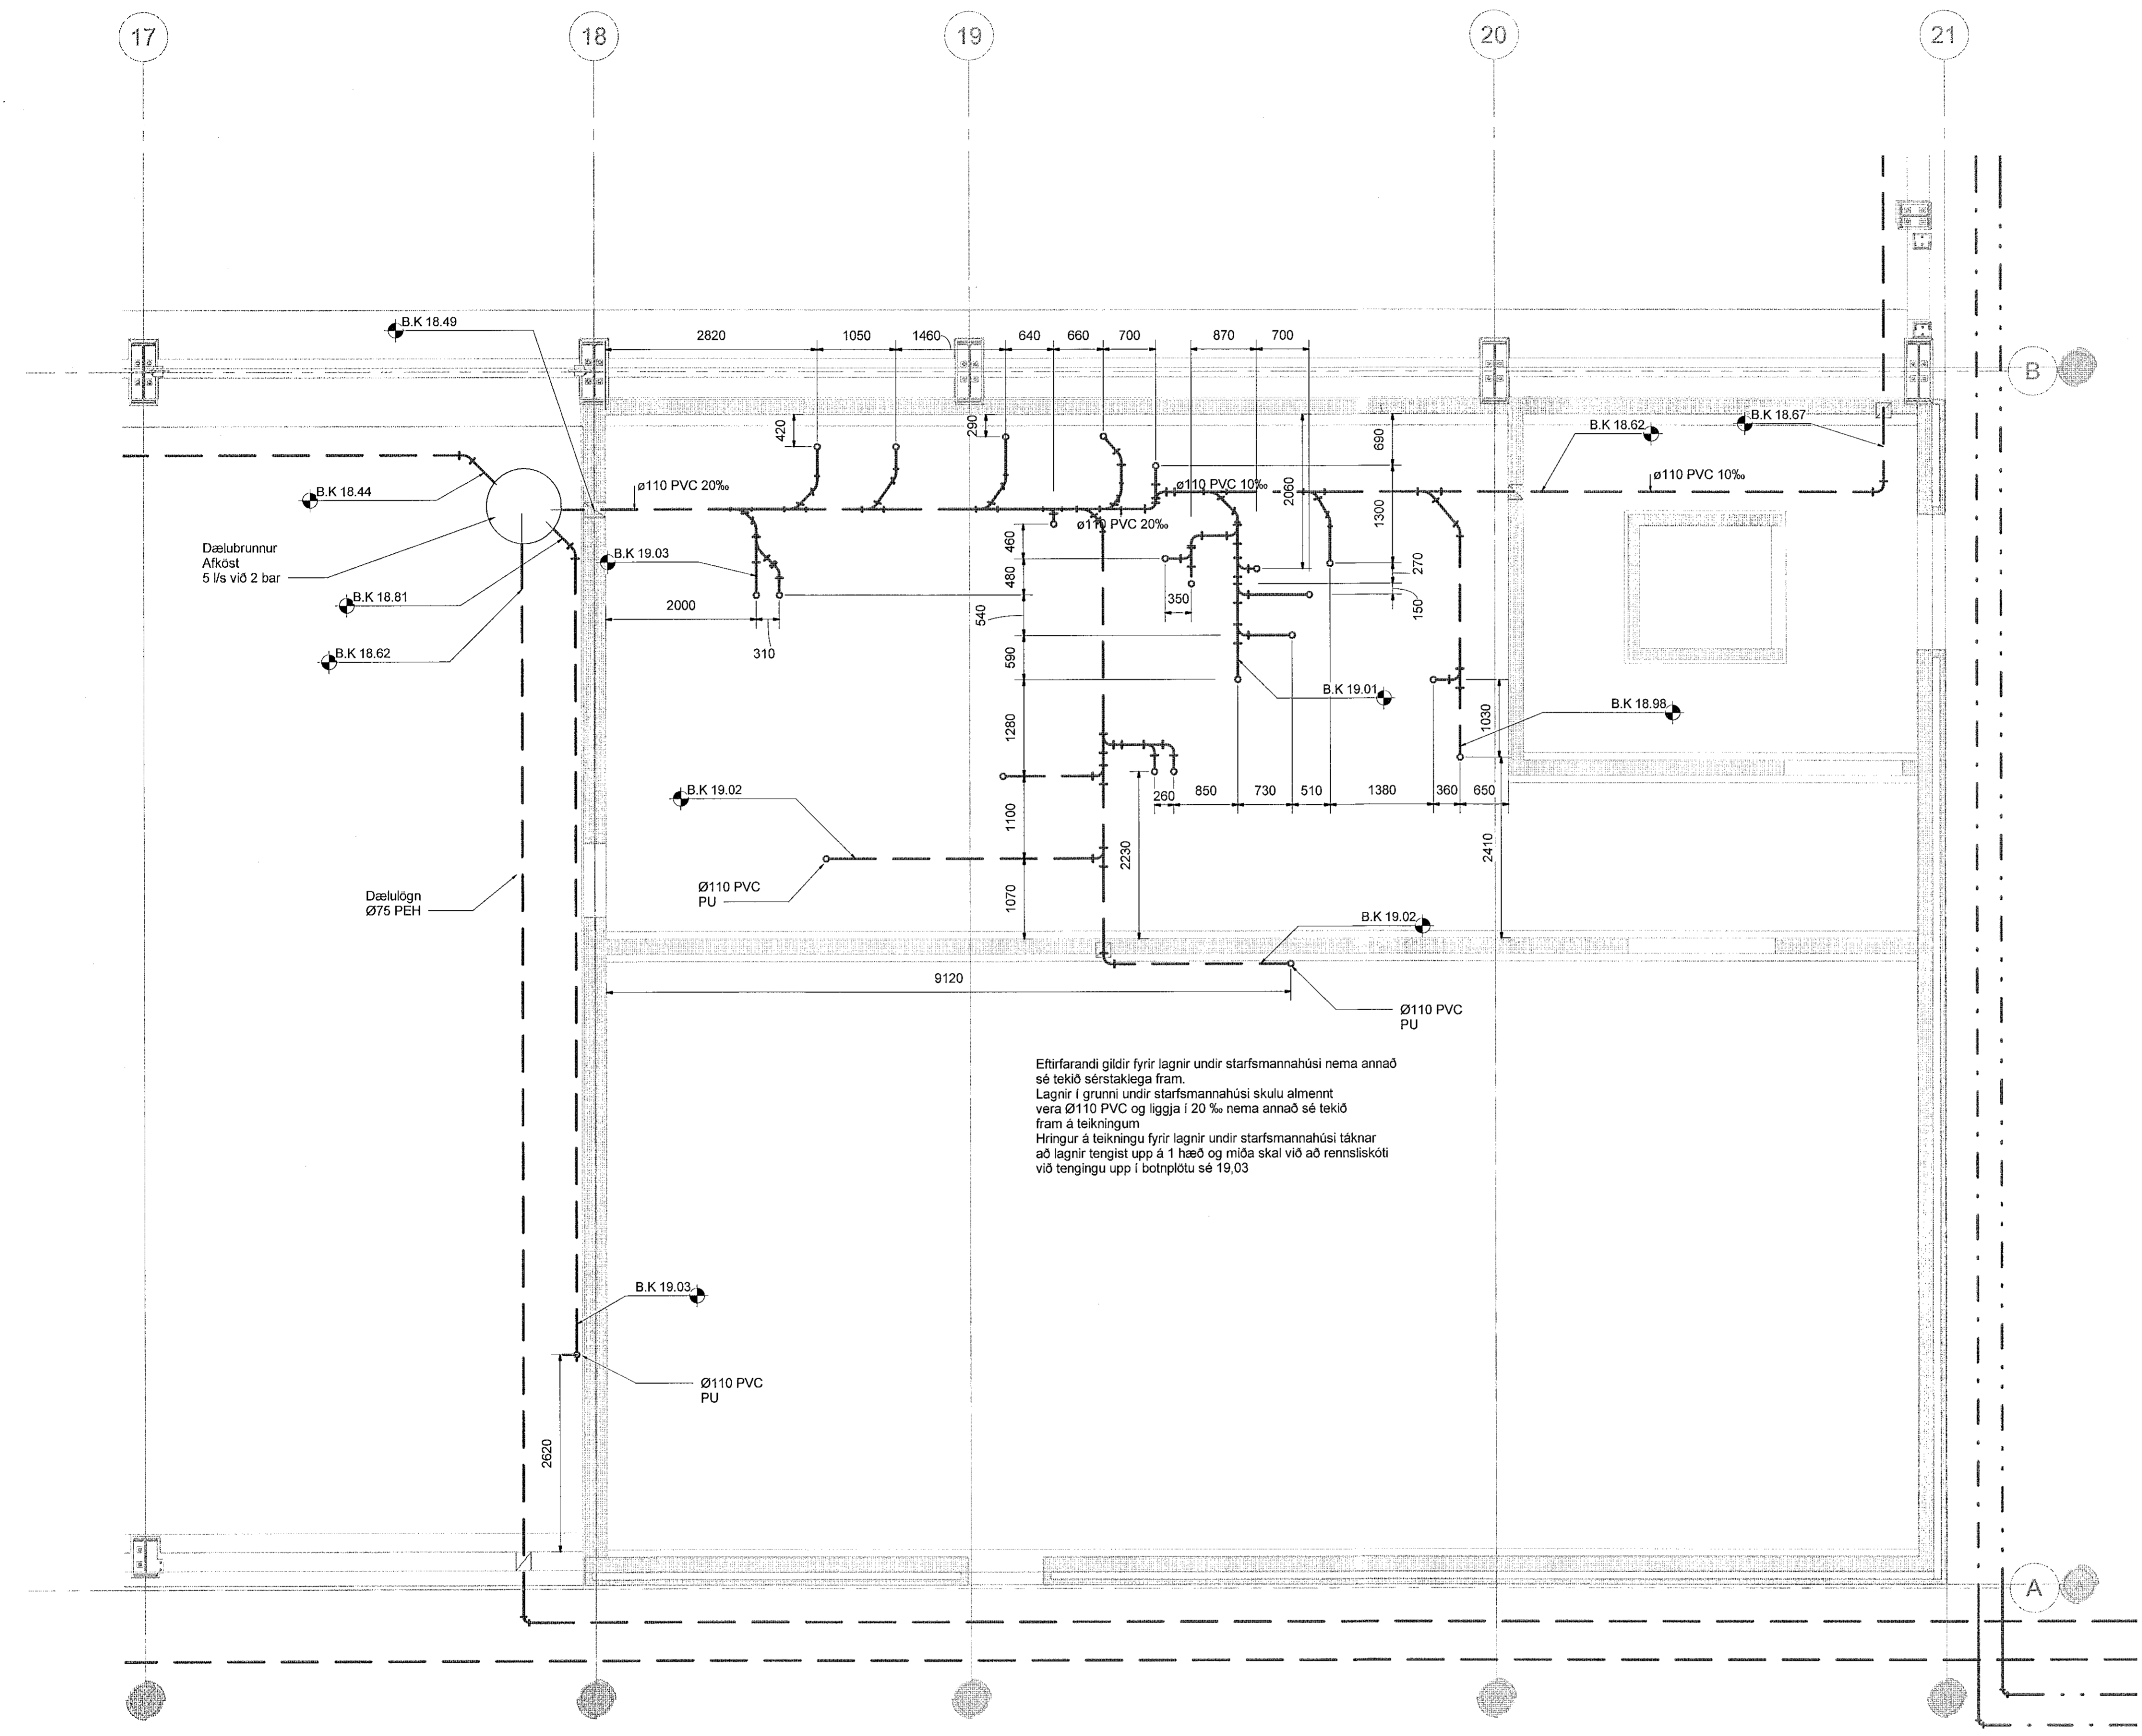 17
18
19
20
21
B.K 18.49
2820
1050
1460
640
660
700
870
700
B
420
290
690
B.K 18.62
B.K 18.67
B.K 18.44
ø110 PVC 20‰
ø110 PVC 10‰
2060
1300
ø110 PVC 10‰
ø110 PVC 20‰
Dælubrunnur
Afköst
5 l/s við 2 bar
B.K 19.03
460
480
270
B.K 18.81
2000
540
350
150
B.K 18.62
310
590
B.K 19.01
B.K 18.98
1280
1030
B.K 19.02
260
850
730
510
1380
360
650
1100
2230
2410
Dælulögn
Ø75 PEH
Ø110 PVC
PU
1070
B.K 19.02
9120
Ø110 PVC
PU
Eftirfarandi gildir fyrir lagnir undir starfsmannahúsi nema annað
sé tekið sérstaklega fram.
Lagnir í grunni undir starfsmannahúsi skulu almennt
vera Ø110 PVC og liggja í 20 ‰ nema annað sé tekið
fram á teikningum
Hringur á teikningu fyrir lagnir undir starfsmannahúsi táknar
að lagnir tengist upp á 1 hæð og miða skal við að rennsliskóti
við tengingu upp í botnplötu sé 19,03
B.K 19.03
Ø110 PVC
PU
2620
A